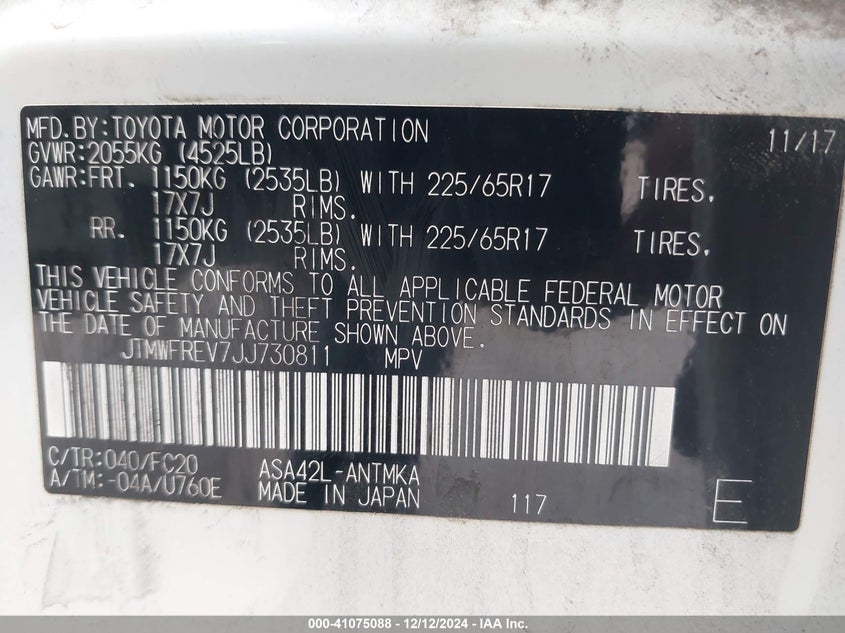 MFD.BY:TOYOTA MOTOR CORPORATION 11/17
GVWR:2055KG (4525LB)
GAWR:FRT. 1150KG (2535LB) WITH 225/65R17 TIRES.
17X7J RIMS.
RR. 1150KG (2535LB) WITH 225/65R17 TIRES.
17X7J RIMS.
THIS VEHICLE CONFORMS TO ALL APPLICABLE FEDERAL MOTOR
VEHICLE SAFETY AND THEFT PREVENTION STANDARDS IN EFFECT ON
THE DATE OF MANUFACTURE SHOWN ABOVE.
JTMWFREV7JJ730811 MPV
C/TR:040/FC20 ASA42L-ANTMKA
A/TM:-04A/U760E MADE IN JAPAN 117 E
000-41075088 - 12/12/2024 - IAA Inc.